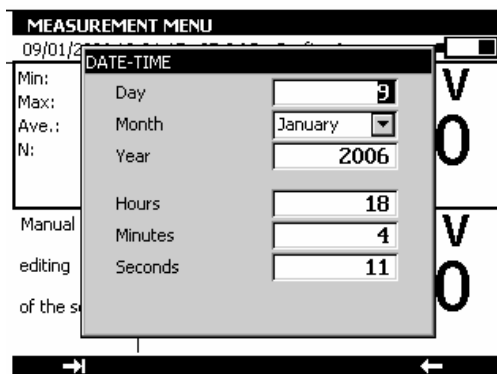 MEASUREMENT MENU
09/01/2
DATE-TIME
Min:
Max:
Ave.:
N:
Day 9
Month January
Year 2006
Hours 18
Minutes 4
Seconds 11
V
0
Manual
editing
of the se
V
0